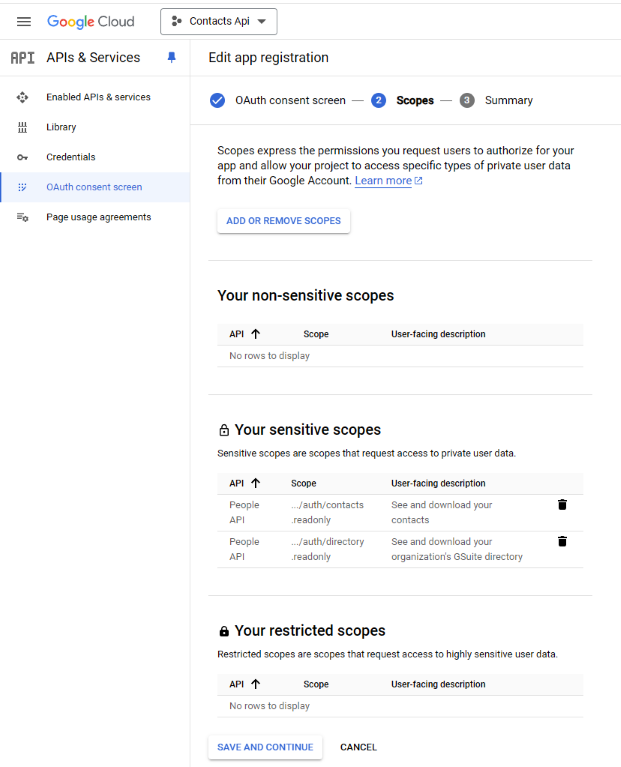 Google Cloud
Contacts Api
API APIs & Services
Edit app registration
Enabled APIs & services
Library
Credentials
OAuth consent screen
Page usage agreements
OAuth consent screen — 2 Scopes — 3 Summary
Scopes express the permissions you request users to authorize for your
app and allow your project to access specific types of private user data
from their Google Account. Learn more
ADD OR REMOVE SCOPES
Your non-sensitive scopes
API Scope User-facing description
No rows to display
Your sensitive scopes
Sensitive scopes are scopes that request access to private user data.
API Scope User-facing description
People .../auth/contacts See and download your
API .readonly contacts
People .../auth/directory See and download your
API .readonly organization's GSuite directory
Your restricted scopes
Restricted scopes are scopes that request access to highly sensitive user data.
API Scope User-facing description
No rows to display
SAVE AND CONTINUE CANCEL